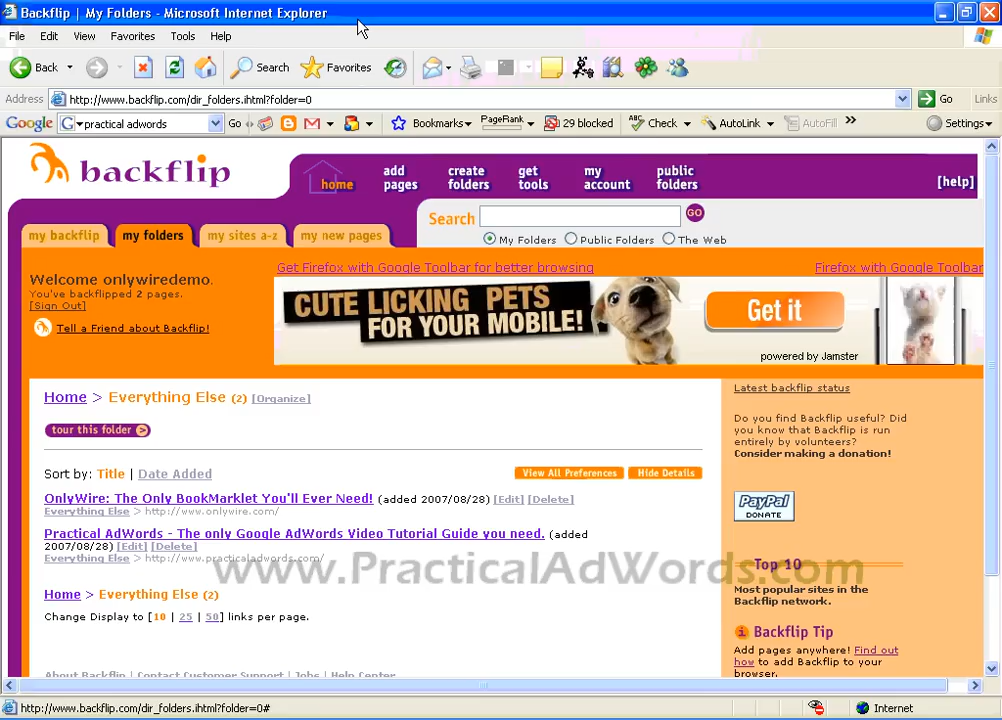 Backflip | My Folders - Microsoft Internet Explorer
File Edit View Favorites Tools Help
Back Search Favorites
Address http://www.backflip.com/dir_folders.ihtml?folder=0 Go Links
Google practical adwords Go Bookmarks PageRank 29 blocked Check AutoLink AutoFill Settings
backflip
home add pages create folders get tools my account public folders [help]
my backflip my folders my sites a-z my new pages
Search GO
My Folders Public Folders The Web
Welcome onlywiredemo.
You've backflipped 2 pages.
[Sign Out]
Tell a Friend about Backflip!
Get Firefox with Google Toolbar for better browsing Firefox with Google Toolbar
CUTE LICKING PETS
FOR YOUR MOBILE!
Get it
powered by Jamster
Home > Everything Else (2) [Organize]
tour this folder
Sort by: Title | Date Added View All Preferences Hide Details
OnlyWire: The Only BookMarklet You'll Ever Need! (added 2007/08/28) [Edit] [Delete]
Everything Else > http://www.onlywire.com/
Practical AdWords - The only Google AdWords Video Tutorial Guide you need. (added
2007/08/28) [Edit] [Delete]
Everything Else > http://www.practicaladwords.com/
www.PracticalAdWords.com
Home > Everything Else (2)
Change Display to [10 | 25 | 50] links per page.
About Backflip | Contact Customer Support | Jobs | Help Center
Latest backflip status
Do you find Backflip useful? Did
you know that Backflip is run
entirely by volunteers?
Consider making a donation!
PayPal
DONATE
Top 10
Most popular sites in the
Backflip network.
Backflip Tip
Add pages anywhere! Find out
how to add Backflip to your
browser.
http://www.backflip.com/dir_folders.ihtml?folder=0# Internet